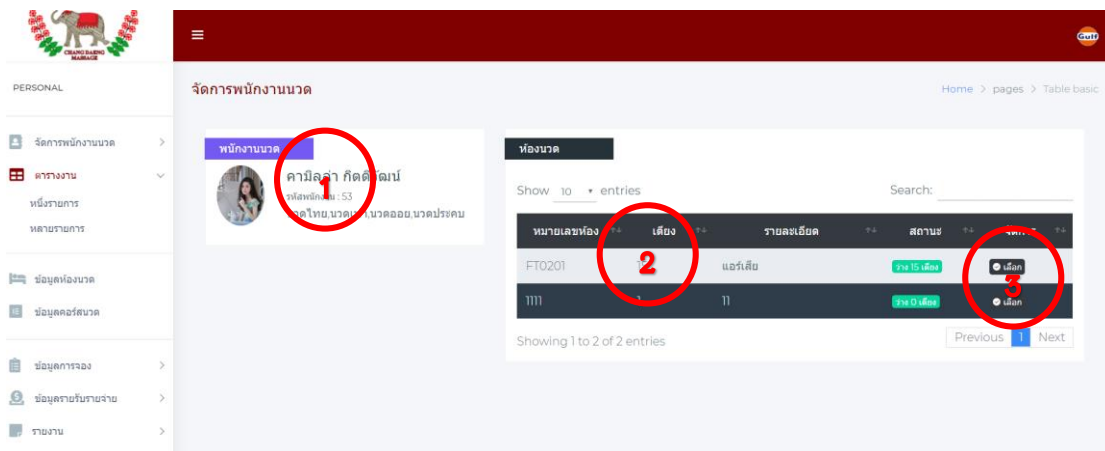 CHANG DAENG
MASSAGE
Gulf
PERSONAL
จัดการพนักงานนวด
ตารางงาน
หนึ่งรายการ
หลายรายการ
ข้อมูลห้องนวด
ข้อมูลคอร์สนวด
ข้อมูลการจอง
ข้อมูลรายรับรายจ่าย
รายงาน
จัดการพนักงานนวด
Home > pages > Table basic
พนักงานนวด
1
: 53
,นวดออย,นวดประคบ
ห้องนวด
Show 10 entries
Search:
หมายเลขห้อง เตียง รายละเอียด สถานะ จัดการ
FT0201 แอร์เสีย ว่าง 15 เตียง เลือก
2
3
1111 1 11 ว่าง 0 เตียง เลือก
Showing 1 to 2 of 2 entries
Previous 1 Next